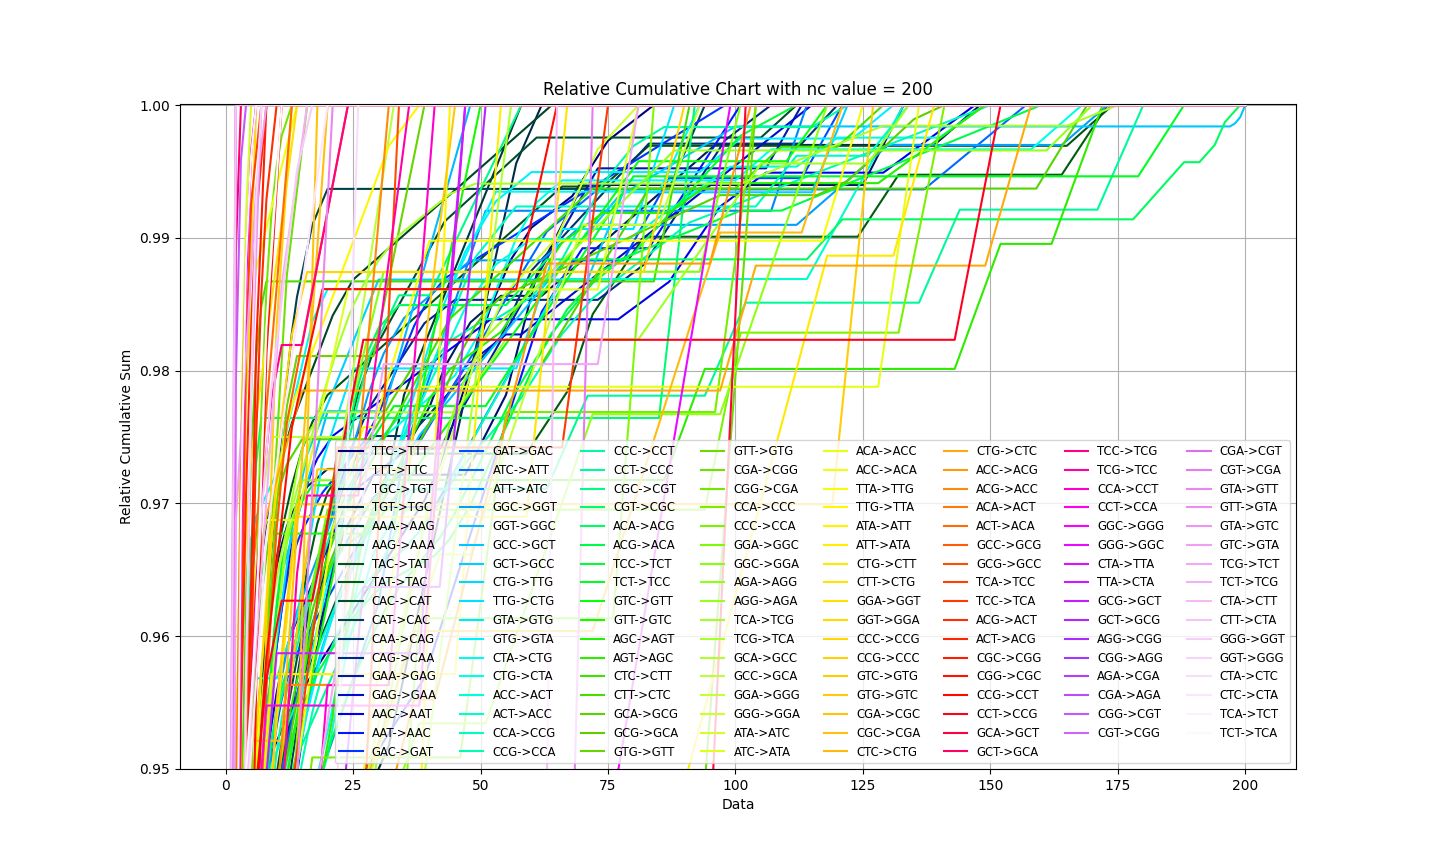 Relative Cumulative Chart with nc value = 200
1.00
0.99
0.98
0.97
0.96
0.95
Relative Cumulative Sum
TTC->TTT GAT->GAC CCC->CCT GTT->GTG ACA->ACC CTG->CTC TCC->TCG CGA->CGT
TTT->TTC ATC->ATT CCT->CCC CGA->CGG ACC->ACA ACC->ACG TCG->TCC CGT->CGA
TGC->TGT ATT->ATC CGC->CGT CGG->CGA TTA->TTG ACG->ACC CCA->CCT GTA->GTT
TGT->TGC GGC->GGT CGT->CGC CCA->CCC TTG->TTA ACA->ACT CCT->CCA GTT->GTA
AAA->AAG GGT->GGC ACA->ACG CCC->CCA ATA->ATT ACT->ACA GGC->GGG GTA->GTC
AAG->AAA GCC->GCT ACG->ACA GGA->GGC ATT->ATA GCC->GCG GGG->GGC GTC->GTA
TAC->TAT GCT->GCC TCC->TCT GGC->GGA CTG->CTT GCG->GCC CTA->TTA TCG->TCT
TAT->TAC CTG->TTG TCT->TCC AGA->AGG CTT->CTG TCA->TCC TTA->CTA TCT->TCG
CAC->CAT TTG->CTG GTC->GTT AGG->AGA GGA->GGT TCC->TCA GCG->GCT CTA->CTT
CAT->CAC GTA->GTG GTT->GTC TCA->TCG GGT->GGA ACG->ACT GCT->GCG CTT->CTA
CAA->CAG GTG->GTA AGC->AGT TCG->TCA CCC->CCG ACT->ACG AGG->CGG GGG->GGT
CAG->CAA CTA->CTG AGT->AGC GCA->GCC CCG->CCC CGC->CGG CGG->AGG GGT->GGG
GAA->GAG CTG->CTA CTC->CTT GCC->GCA GTC->GTG CGG->CGC AGA->CGA CTA->CTC
GAG->GAA ACC->ACT CTT->CTC GGA->GGG GTG->GTC CCG->CCT CGA->AGA CTC->CTA
AAC->AAT ACT->ACC GCA->GCG GGG->GGA CGA->CGC CCT->CCG CGG->CGT TCA->TCT
AAT->AAC CCA->CCG GCG->GCA ATA->ATC CGC->CGA GCA->GCT CGT->CGG TCT->TCA
GAC->GAT CCG->CCA GTG->GTT ATC->ATA CTC->CTG GCT->GCA
0 25 50 75 100 125 150 175 200
Data